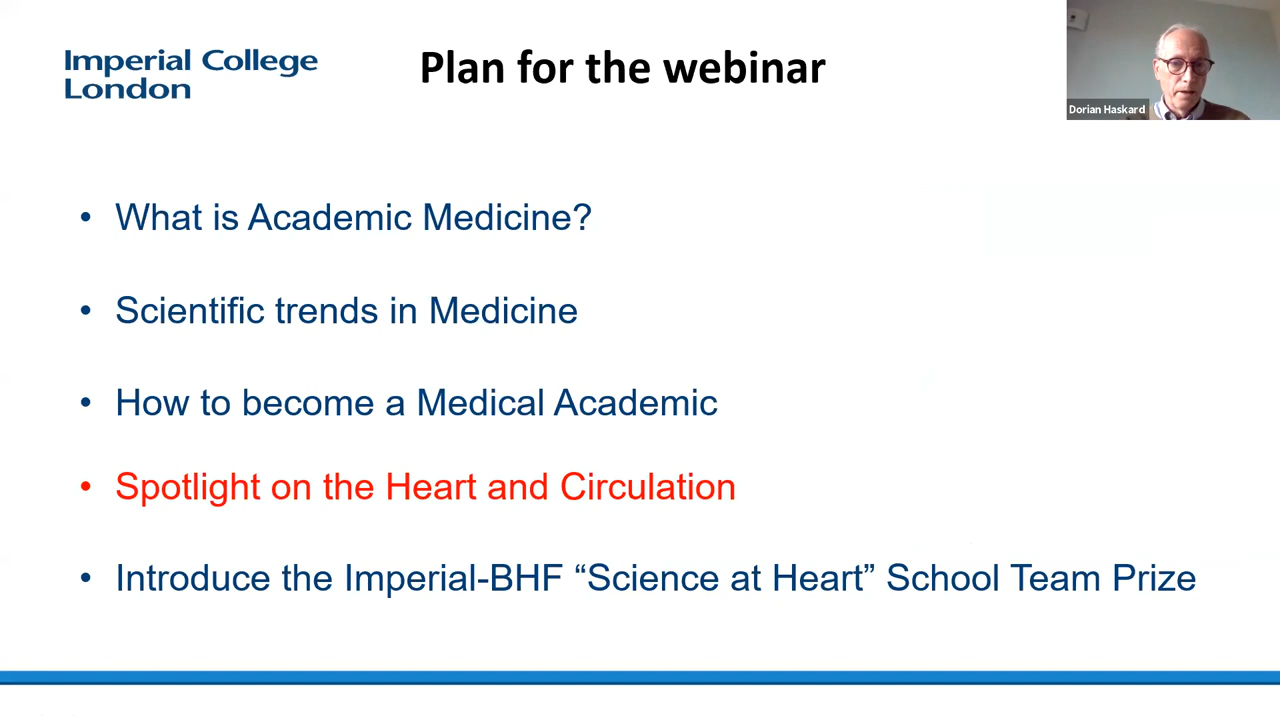 Imperial College
London
Plan for the webinar
Dorian Haskard
• What is Academic Medicine?
• Scientific trends in Medicine
• How to become a Medical Academic
• Spotlight on the Heart and Circulation
• Introduce the Imperial-BHF “Science at Heart” School Team Prize